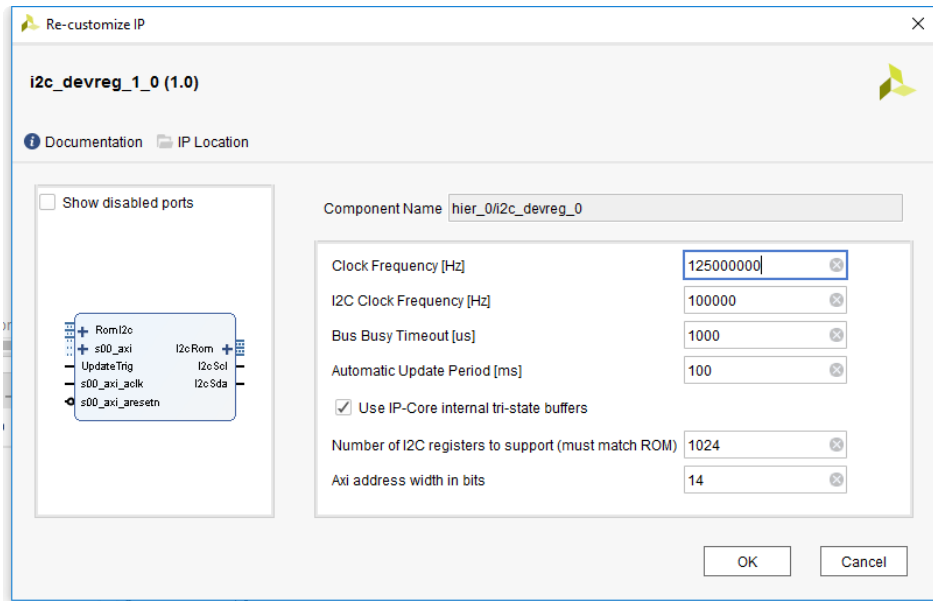 Re-customize IP
i2c_devreg_1_0 (1.0)
Documentation IP Location
Show disabled ports
RomI2c
s00_axi I2cRom
UpdateTrig I2cScl
s00_axi_aclk I2cSda
s00_axi_aresetn
Component Name hier_0/i2c_devreg_0
Clock Frequency [Hz] 125000000
I2C Clock Frequency [Hz] 100000
Bus Busy Timeout [us] 1000
Automatic Update Period [ms] 100
Use IP-Core internal tri-state buffers
Number of I2C registers to support (must match ROM) 1024
Axi address width in bits 14
OK Cancel